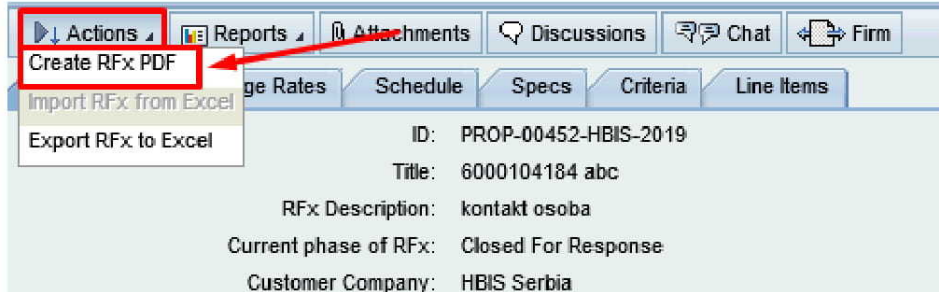 Actions Reports Attachments Discussions Chat Firm
Create RFx PDF
Import RFx from Excel
Export RFx to Excel
ge Rates Schedule Specs Criteria Line Items
ID: PROP-00452-HBIS-2019
Title: 6000104184 abc
RFx Description: kontakt osoba
Current phase of RFx: Closed For Response
Customer Company: HBIS Serbia